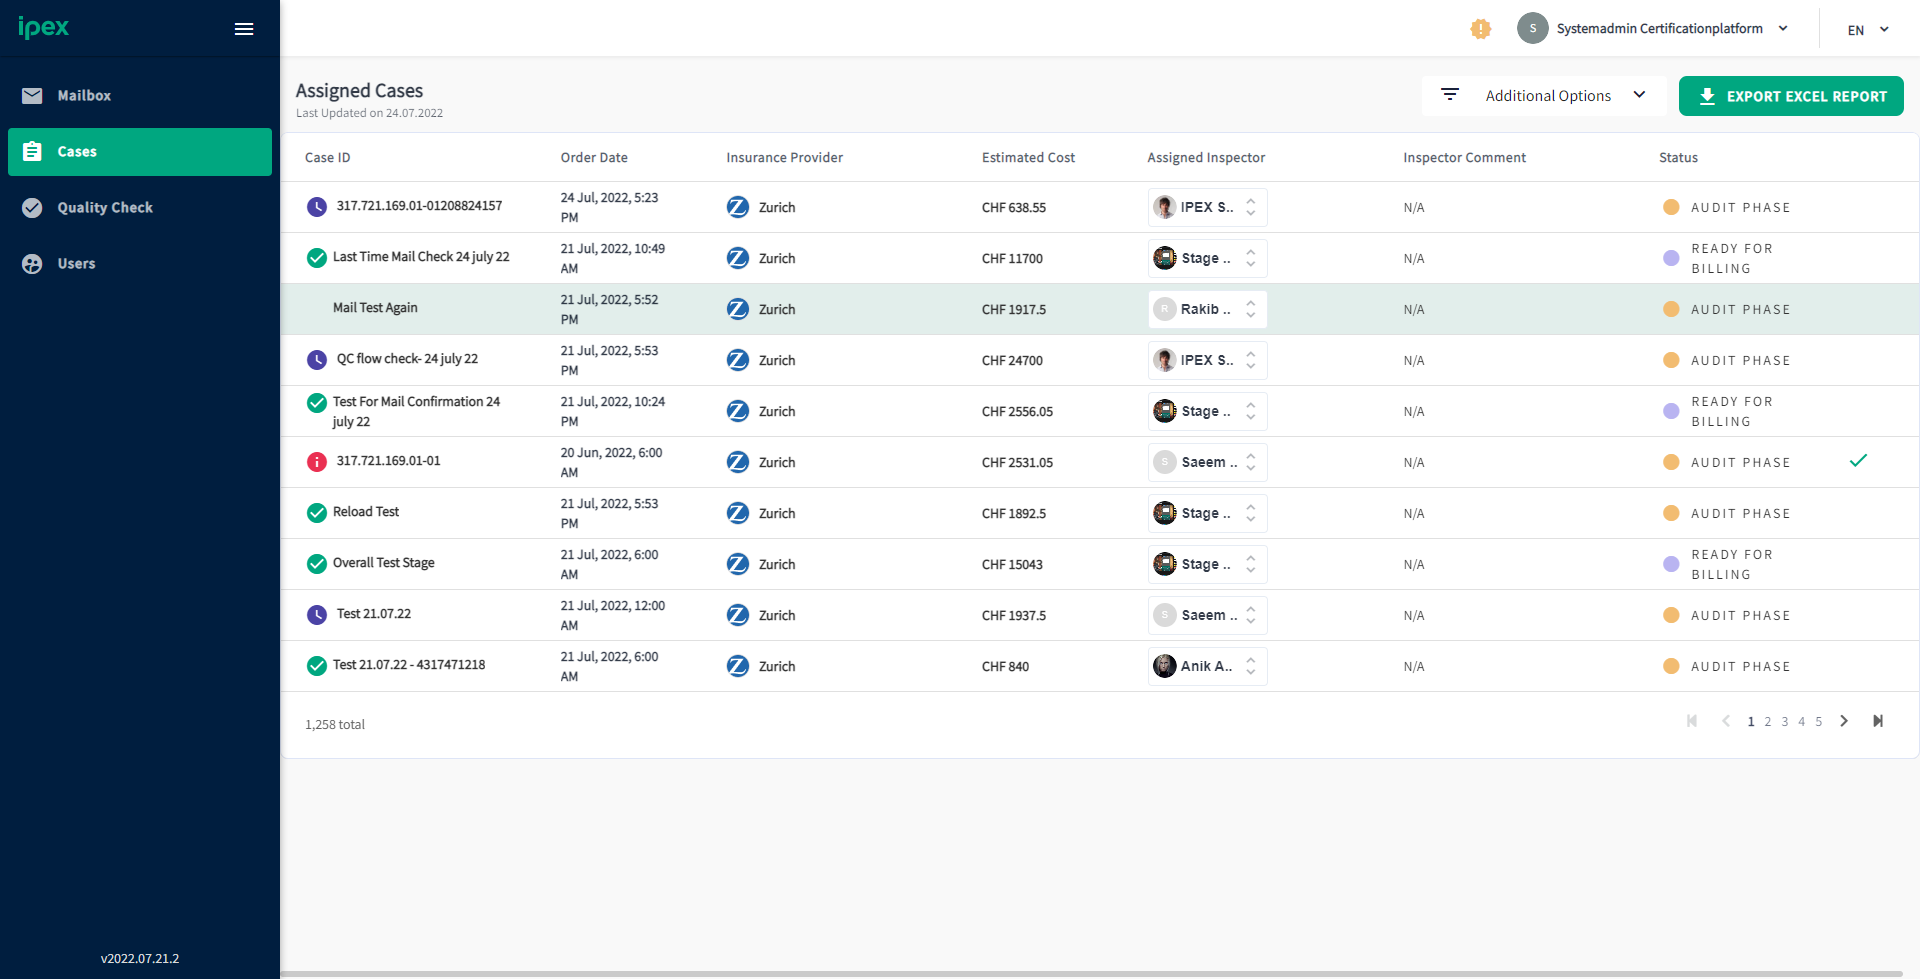 ipex
Systemadmin Certificationplatform
S
EN
Mailbox
Cases
Quality Check
Users
v2022.07.21.2
Assigned Cases
Last Updated on 24.07.2022
Additional Options
EXPORT EXCEL REPORT
Case ID Order Date Insurance Provider Estimated Cost Assigned Inspector Inspector Comment Status
317.721.169.01-01208824157 24 Jul, 2022, 5:23 PM Zurich CHF 638.55 IPEX S.. N/A AUDIT PHASE
Last Time Mail Check 24 july 22 21 Jul, 2022, 10:49 AM Zurich CHF 11700 Stage .. N/A READY FOR BILLING
Mail Test Again 21 Jul, 2022, 5:52 PM Zurich CHF 1917.5 R Rakib .. N/A AUDIT PHASE
QC flow check- 24 july 22 21 Jul, 2022, 5:53 PM Zurich CHF 24700 IPEX S.. N/A AUDIT PHASE
Test For Mail Confirmation 24 july 22 21 Jul, 2022, 10:24 PM Zurich CHF 2556.05 Stage .. N/A READY FOR BILLING
317.721.169.01-01 20 Jun, 2022, 6:00 AM Zurich CHF 2531.05 S Saeem .. N/A AUDIT PHASE
Reload Test 21 Jul, 2022, 5:53 PM Zurich CHF 1892.5 Stage .. N/A AUDIT PHASE
Overall Test Stage 21 Jul, 2022, 6:00 AM Zurich CHF 15043 Stage .. N/A READY FOR BILLING
Test 21.07.22 21 Jul, 2022, 12:00 AM Zurich CHF 1937.5 S Saeem .. N/A AUDIT PHASE
Test 21.07.22 - 4317471218 21 Jul, 2022, 6:00 AM Zurich CHF 840 Anik A.. N/A AUDIT PHASE
1,258 total
1 2 3 4 5